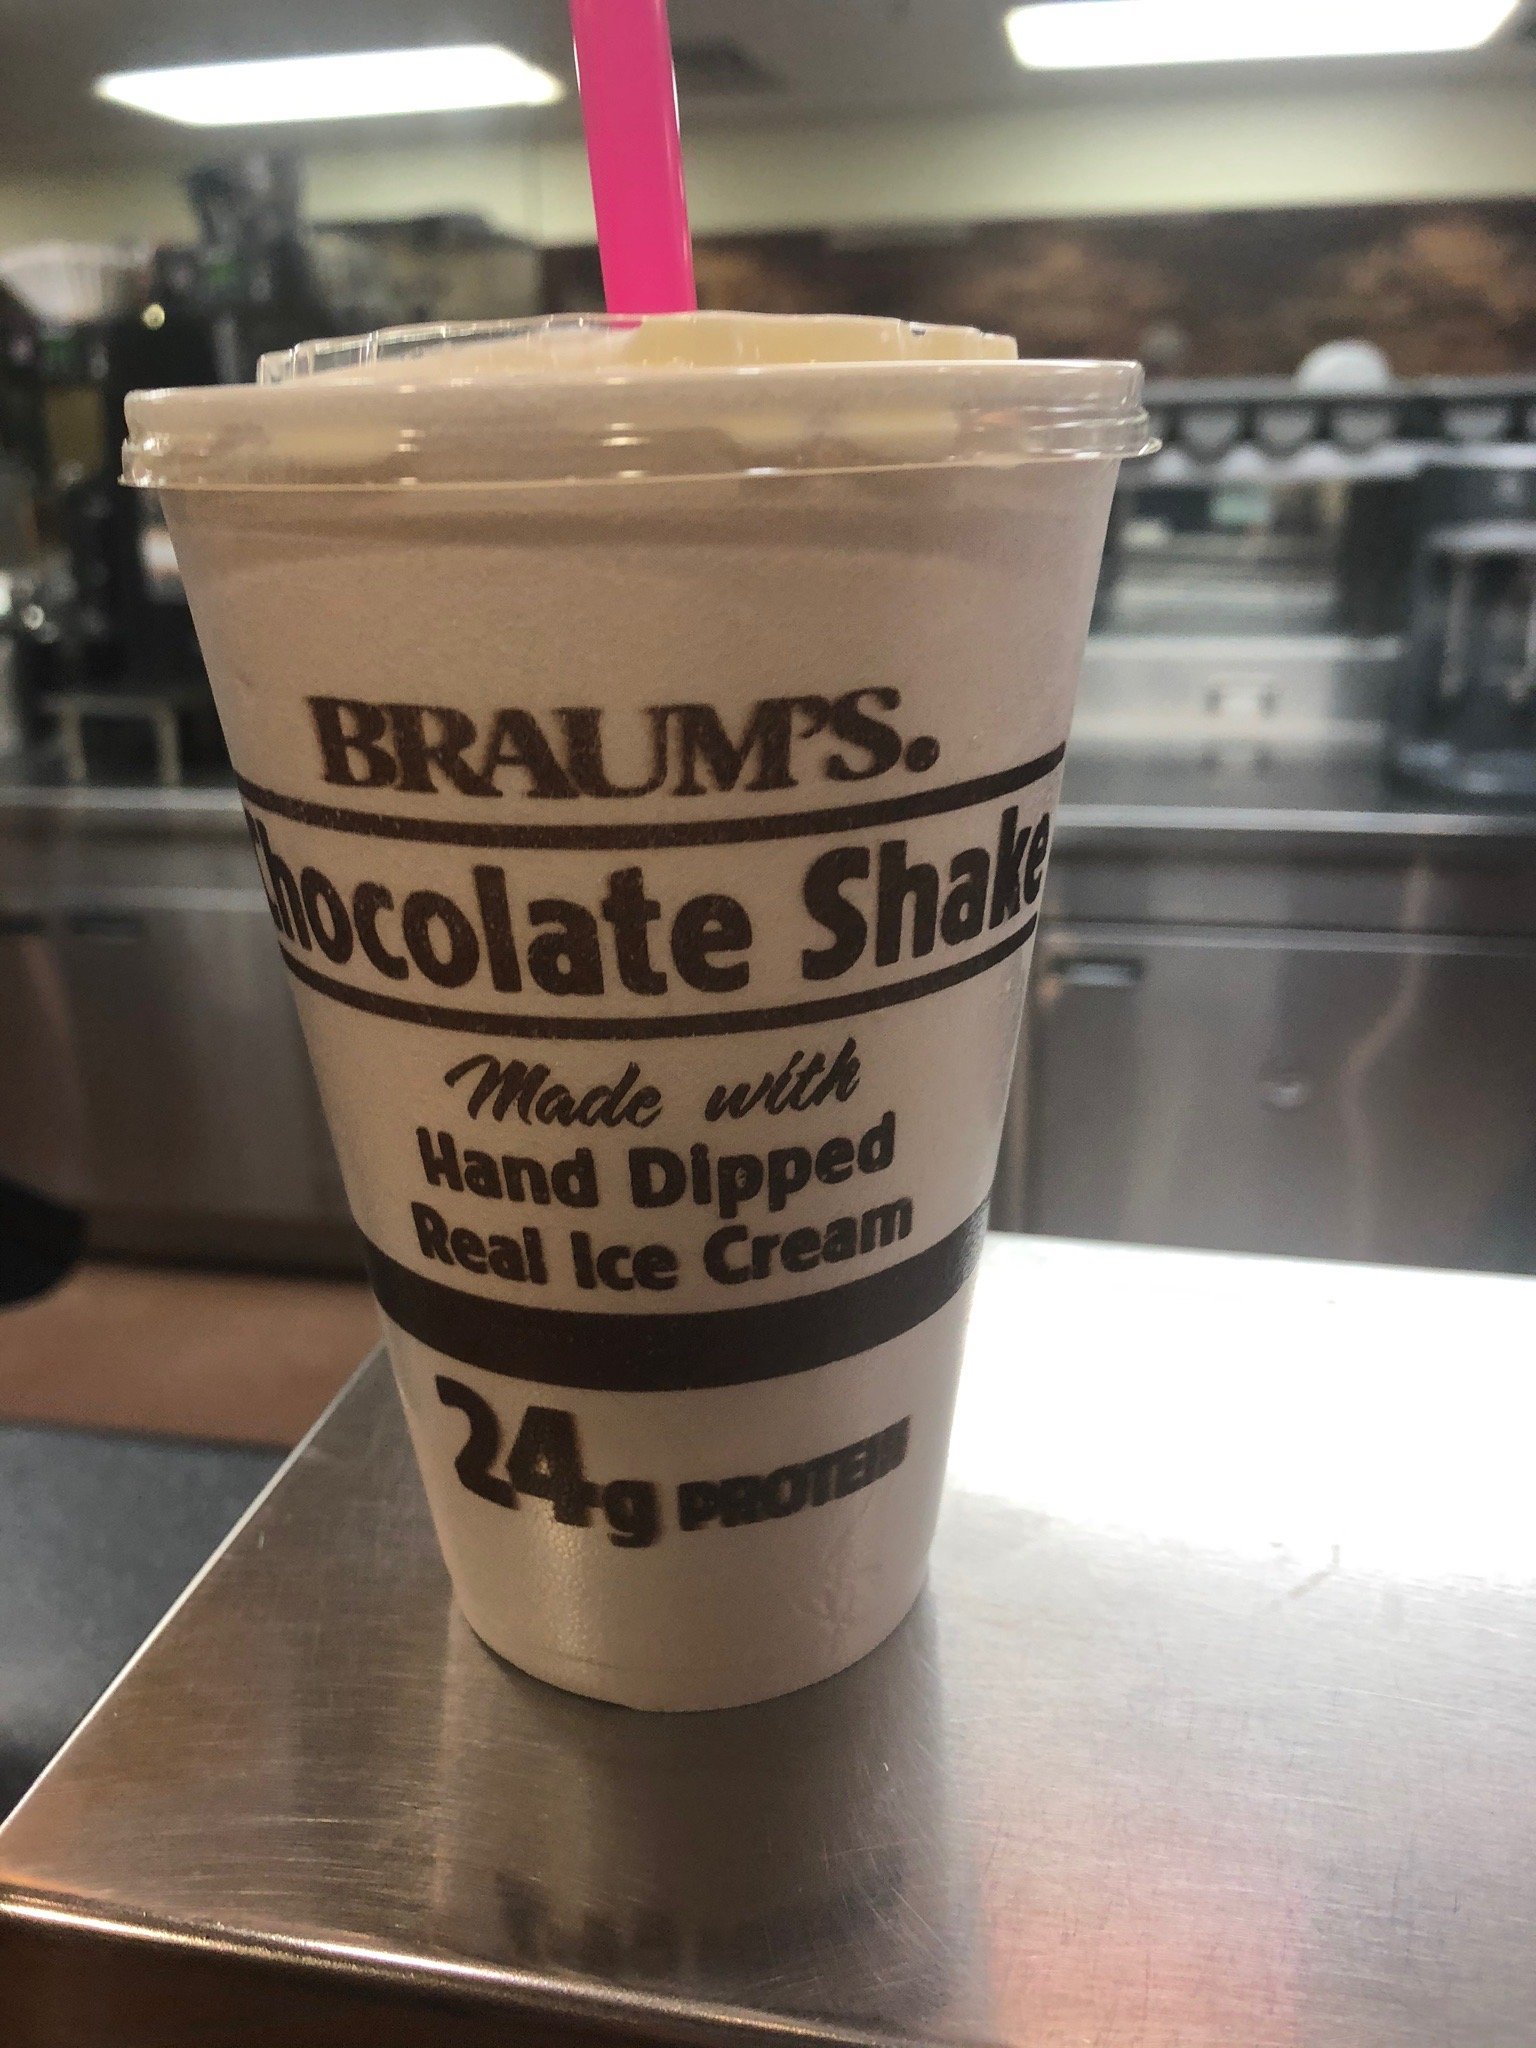 BRAUM'S.
Chocolate Shake
Made with
Hand Dipped
Real Ice Cream
24g PROTEIN